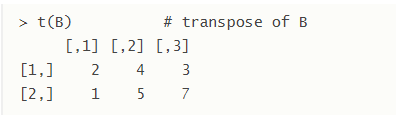 > t(B)             # transpose of B
     [,1] [,2] [,3]
[1,]    2    4    3
[2,]    1    5    7